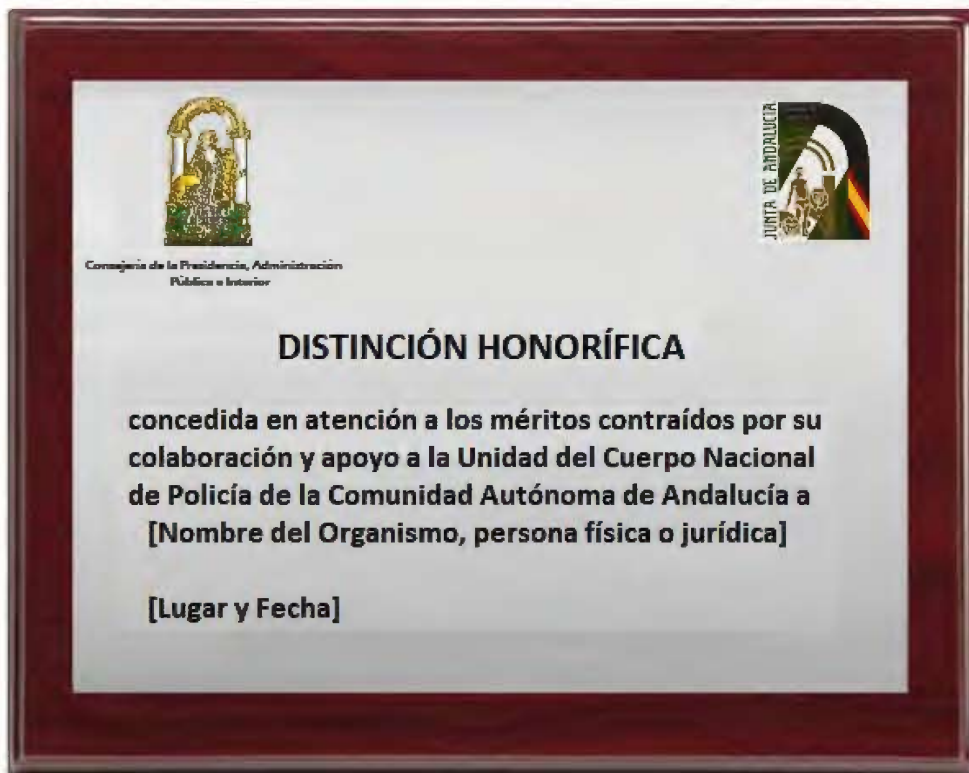 JUNTA DE ANDALUCIA
Consejería de la Presidencia, Administración
Pública e Interior
DISTINCIÓN HONORÍFICA
concedida en atención a los méritos contraídos por su
colaboración y apoyo a la Unidad del Cuerpo Nacional
de Policía de la Comunidad Autónoma de Andalucía a
[Nombre del Organismo, persona física o jurídica]
[Lugar y Fecha]